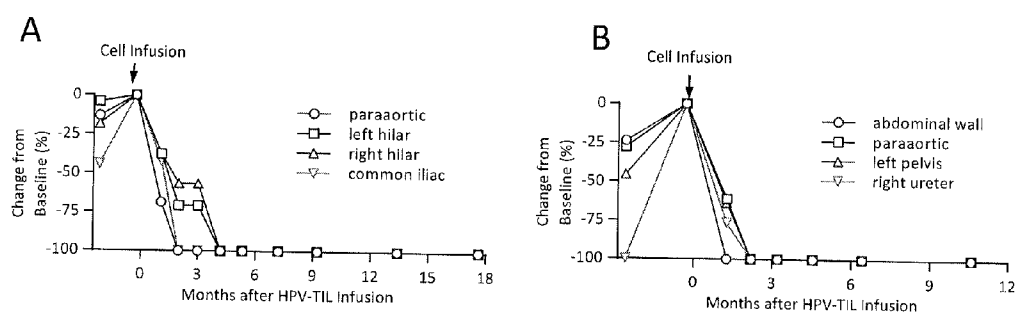 A
Cell Infusion
0
-25
-50
-75
-100
Change from
Baseline (%)
paraaortic
left hilar
right hilar
common iliac
0 3 6 9 12 15 18
Months after HPV-TIL Infusion
B
Cell Infusion
0
-25
-50
-75
-100
Change from
Baseline (%)
abdominal wall
paraaortic
left pelvis
right ureter
0 3 6 9 12
Months after HPV-TIL Infusion